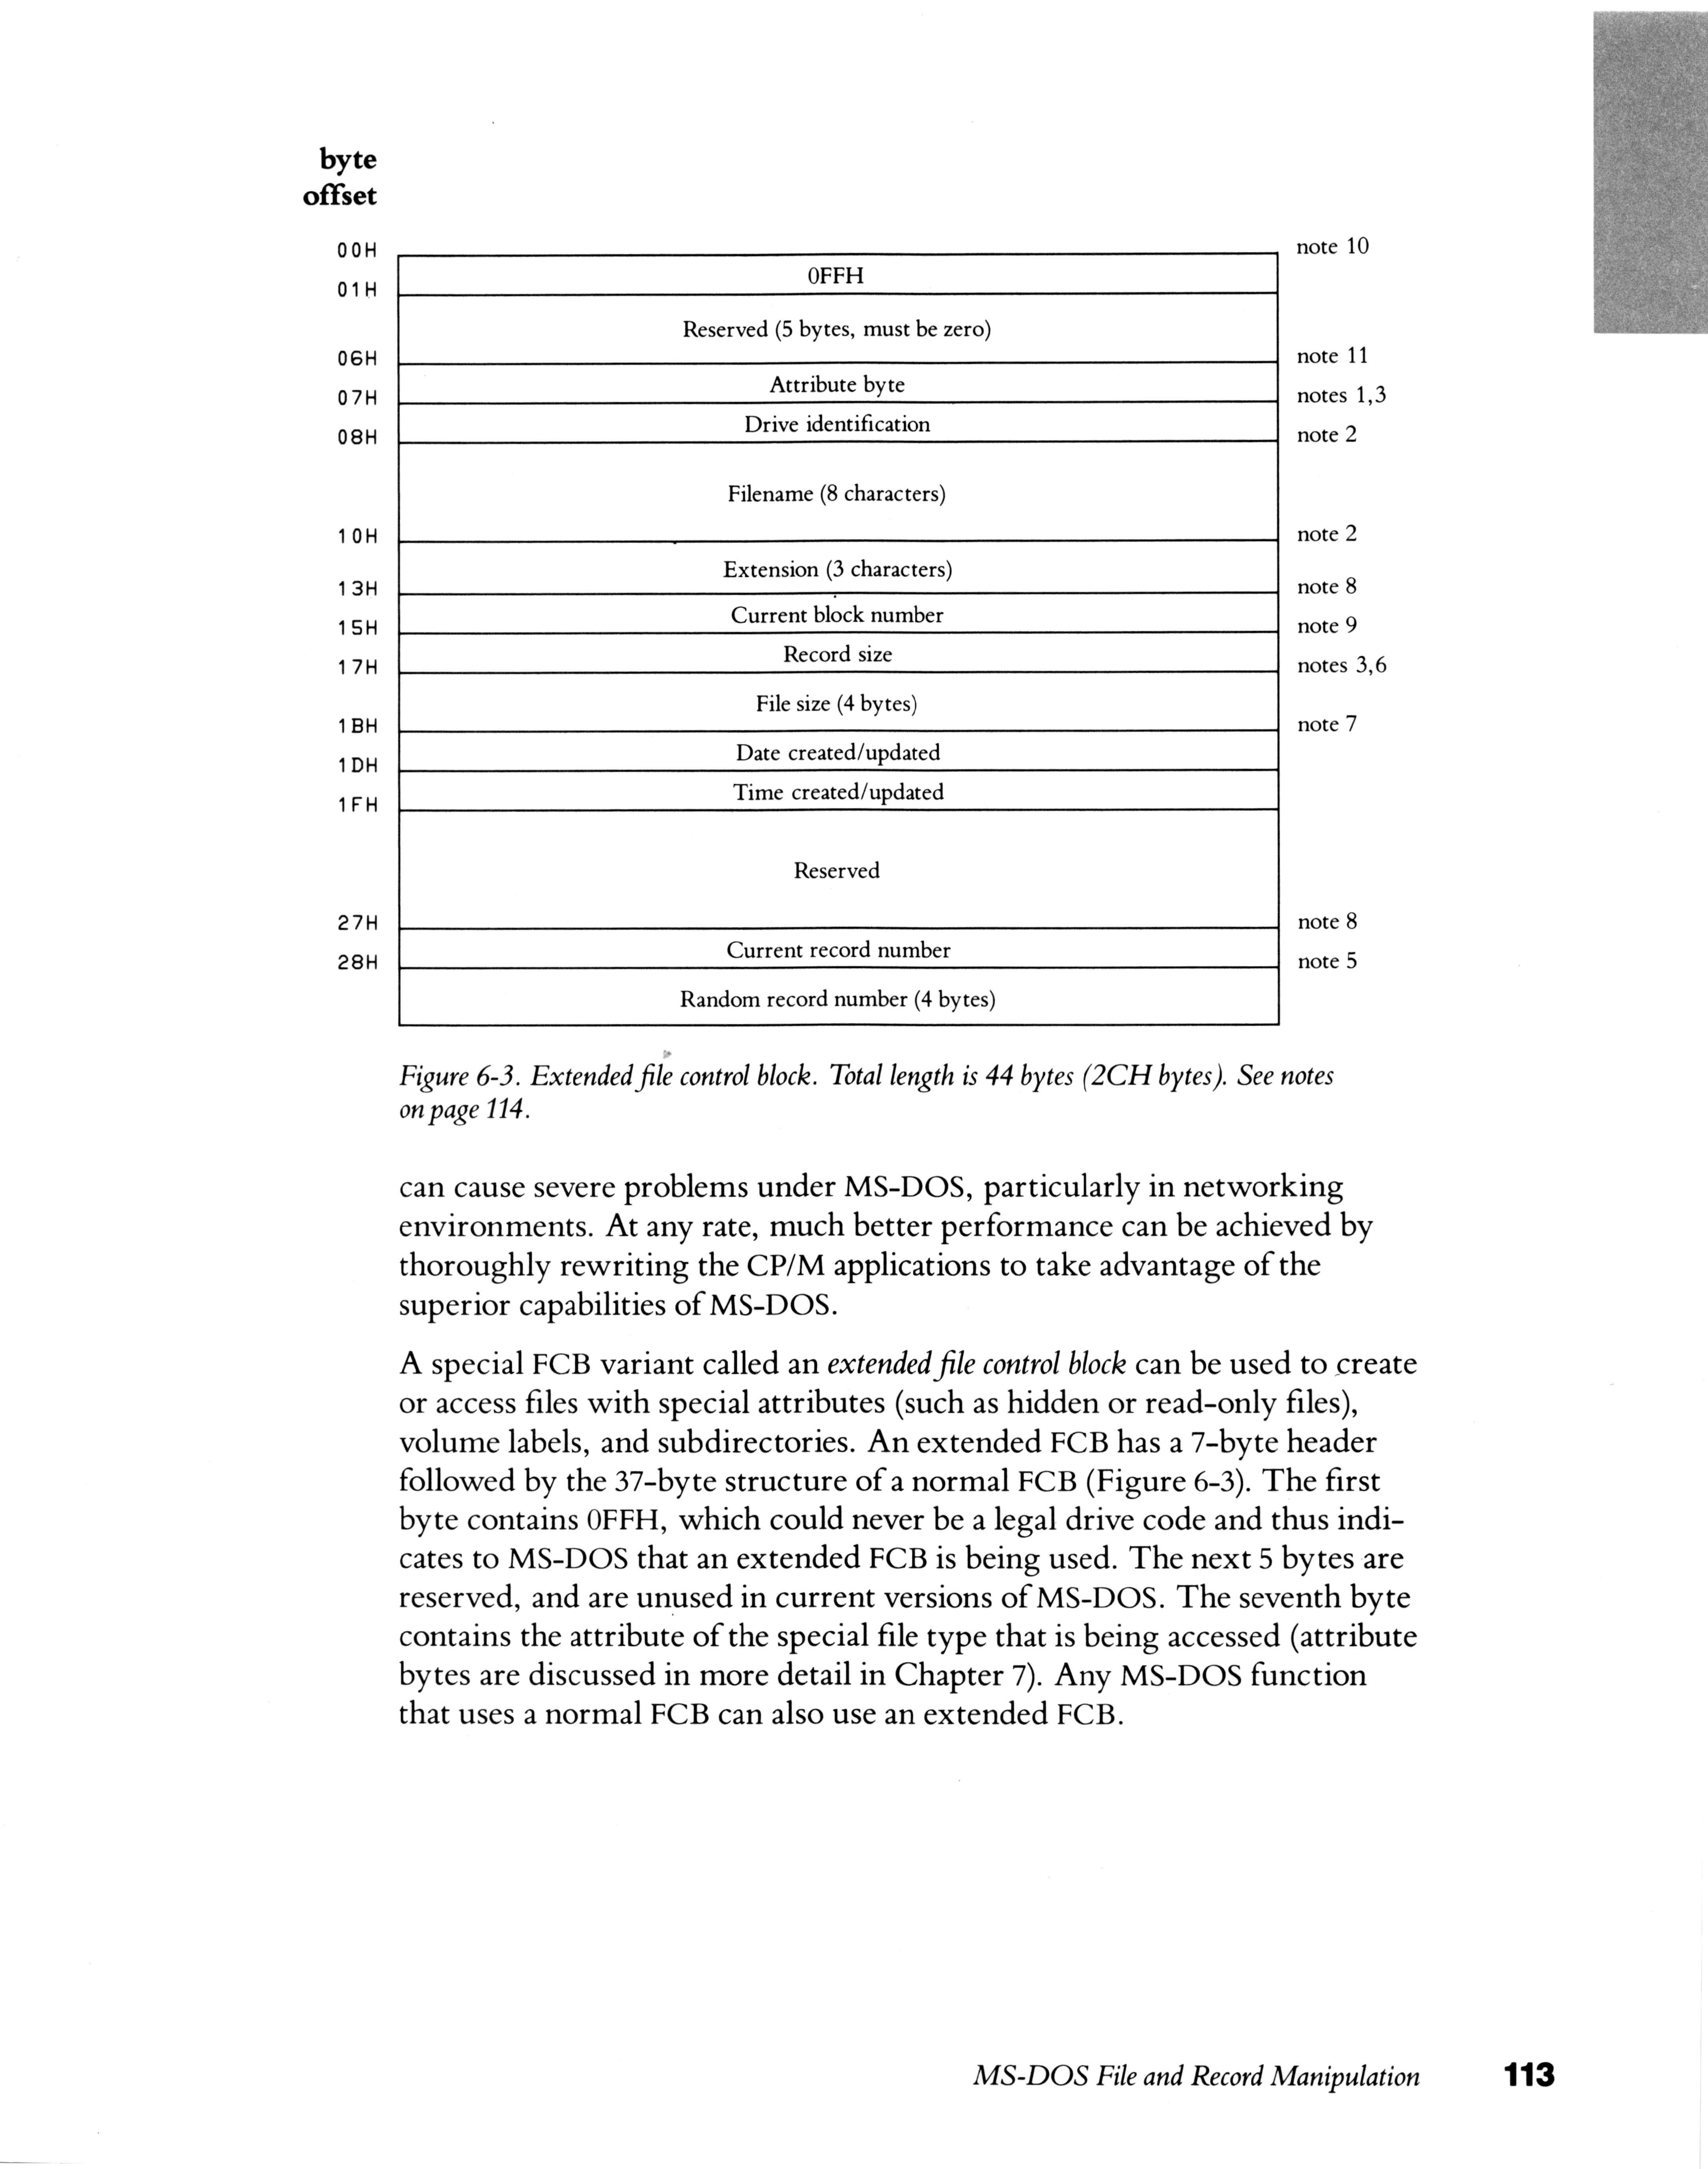 byte
offset
00H
note 10
0FFH
01H
Reserved (5 bytes, must be zero)
06H
note 11
Attribute byte
07H
notes 1,3
Drive identification
08H
note 2
Filename (8 characters)
10H
note 2
Extension (3 characters)
13H
note 8
Current block number
15H
note 9
Record size
17H
notes 3,6
File size (4 bytes)
1BH
note 7
Date created/updated
1DH
Time created/updated
1FH
Reserved
27H
note 8
Current record number
28H
note 5
Random record number (4 bytes)
Figure 6-3. Extended file control block. Total length is 44 bytes (2CH bytes). See notes
on page 114.
can cause severe problems under MS-DOS, particularly in networking
environments. At any rate, much better performance can be achieved by
thoroughly rewriting the CP/M applications to take advantage of the
superior capabilities of MS-DOS.
A special FCB variant called an extended file control block can be used to create
or access files with special attributes (such as hidden or read-only files),
volume labels, and subdirectories. An extended FCB has a 7-byte header
followed by the 37-byte structure of a normal FCB (Figure 6-3). The first
byte contains 0FFH, which could never be a legal drive code and thus indi-
cates to MS-DOS that an extended FCB is being used. The next 5 bytes are
reserved, and are unused in current versions of MS-DOS. The seventh byte
contains the attribute of the special file type that is being accessed (attribute
bytes are discussed in more detail in Chapter 7). Any MS-DOS function
that uses a normal FCB can also use an extended FCB.
MS-DOS File and Record Manipulation 113